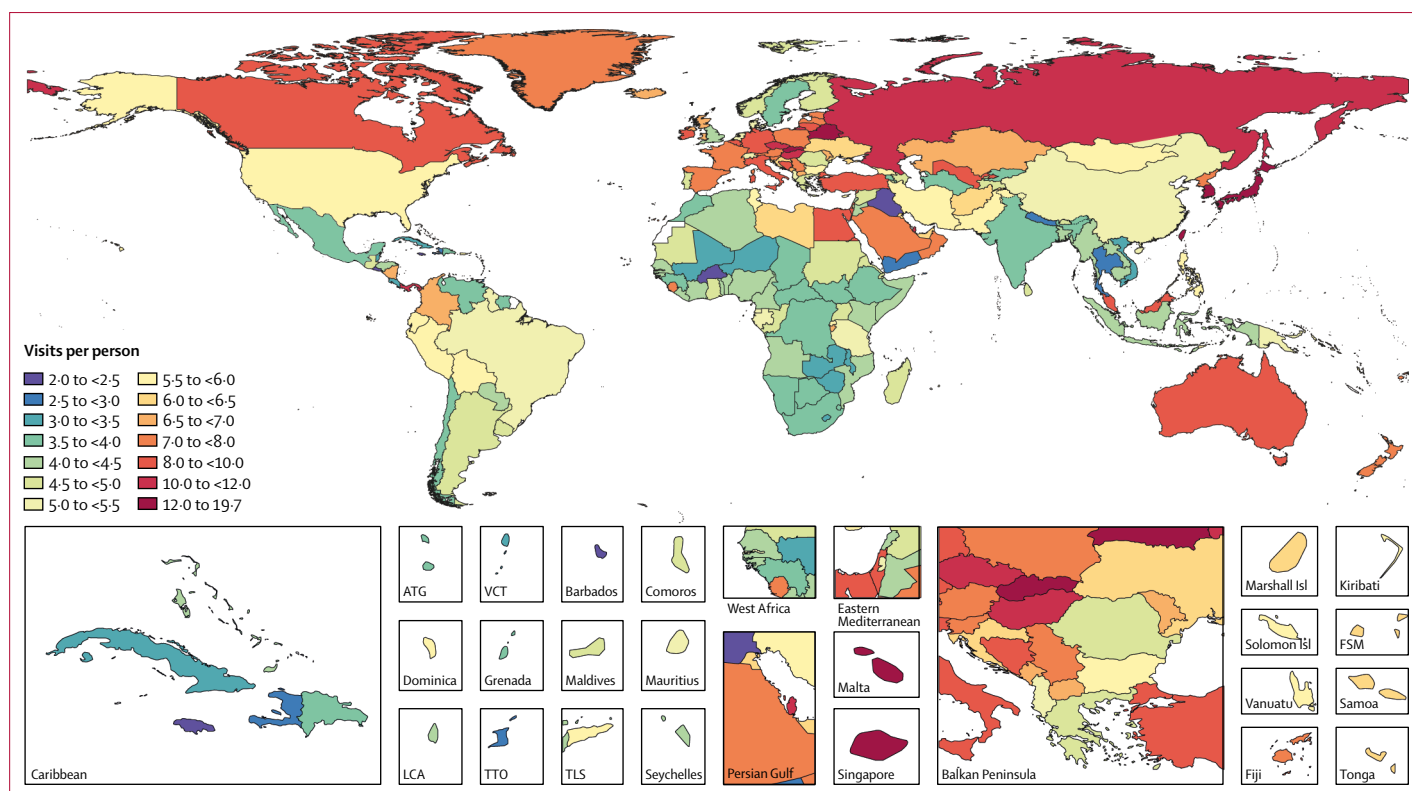 Visits per person
2·0 to <2·5
2·5 to <3·0
3·0 to <3·5
3·5 to <4·0
4·0 to <4·5
4·5 to <5·0
5·0 to <5·5
5·5 to <6·0
6·0 to <6·5
6·5 to <7·0
7·0 to <8·0
8·0 to <10·0
10·0 to <12·0
12·0 to 19·7
Caribbean
ATG
VCT
Barbados
Comoros
Dominica
Grenada
Maldives
Mauritius
LCA
TTO
TLS
Seychelles
West Africa
Eastern
Mediterranean
Persian Gulf
Malta
Singapore
Balkan Peninsula
Marshall Isl
Kiribati
Solomon Isl
FSM
Vanuatu
Samoa
Fiji
Tonga